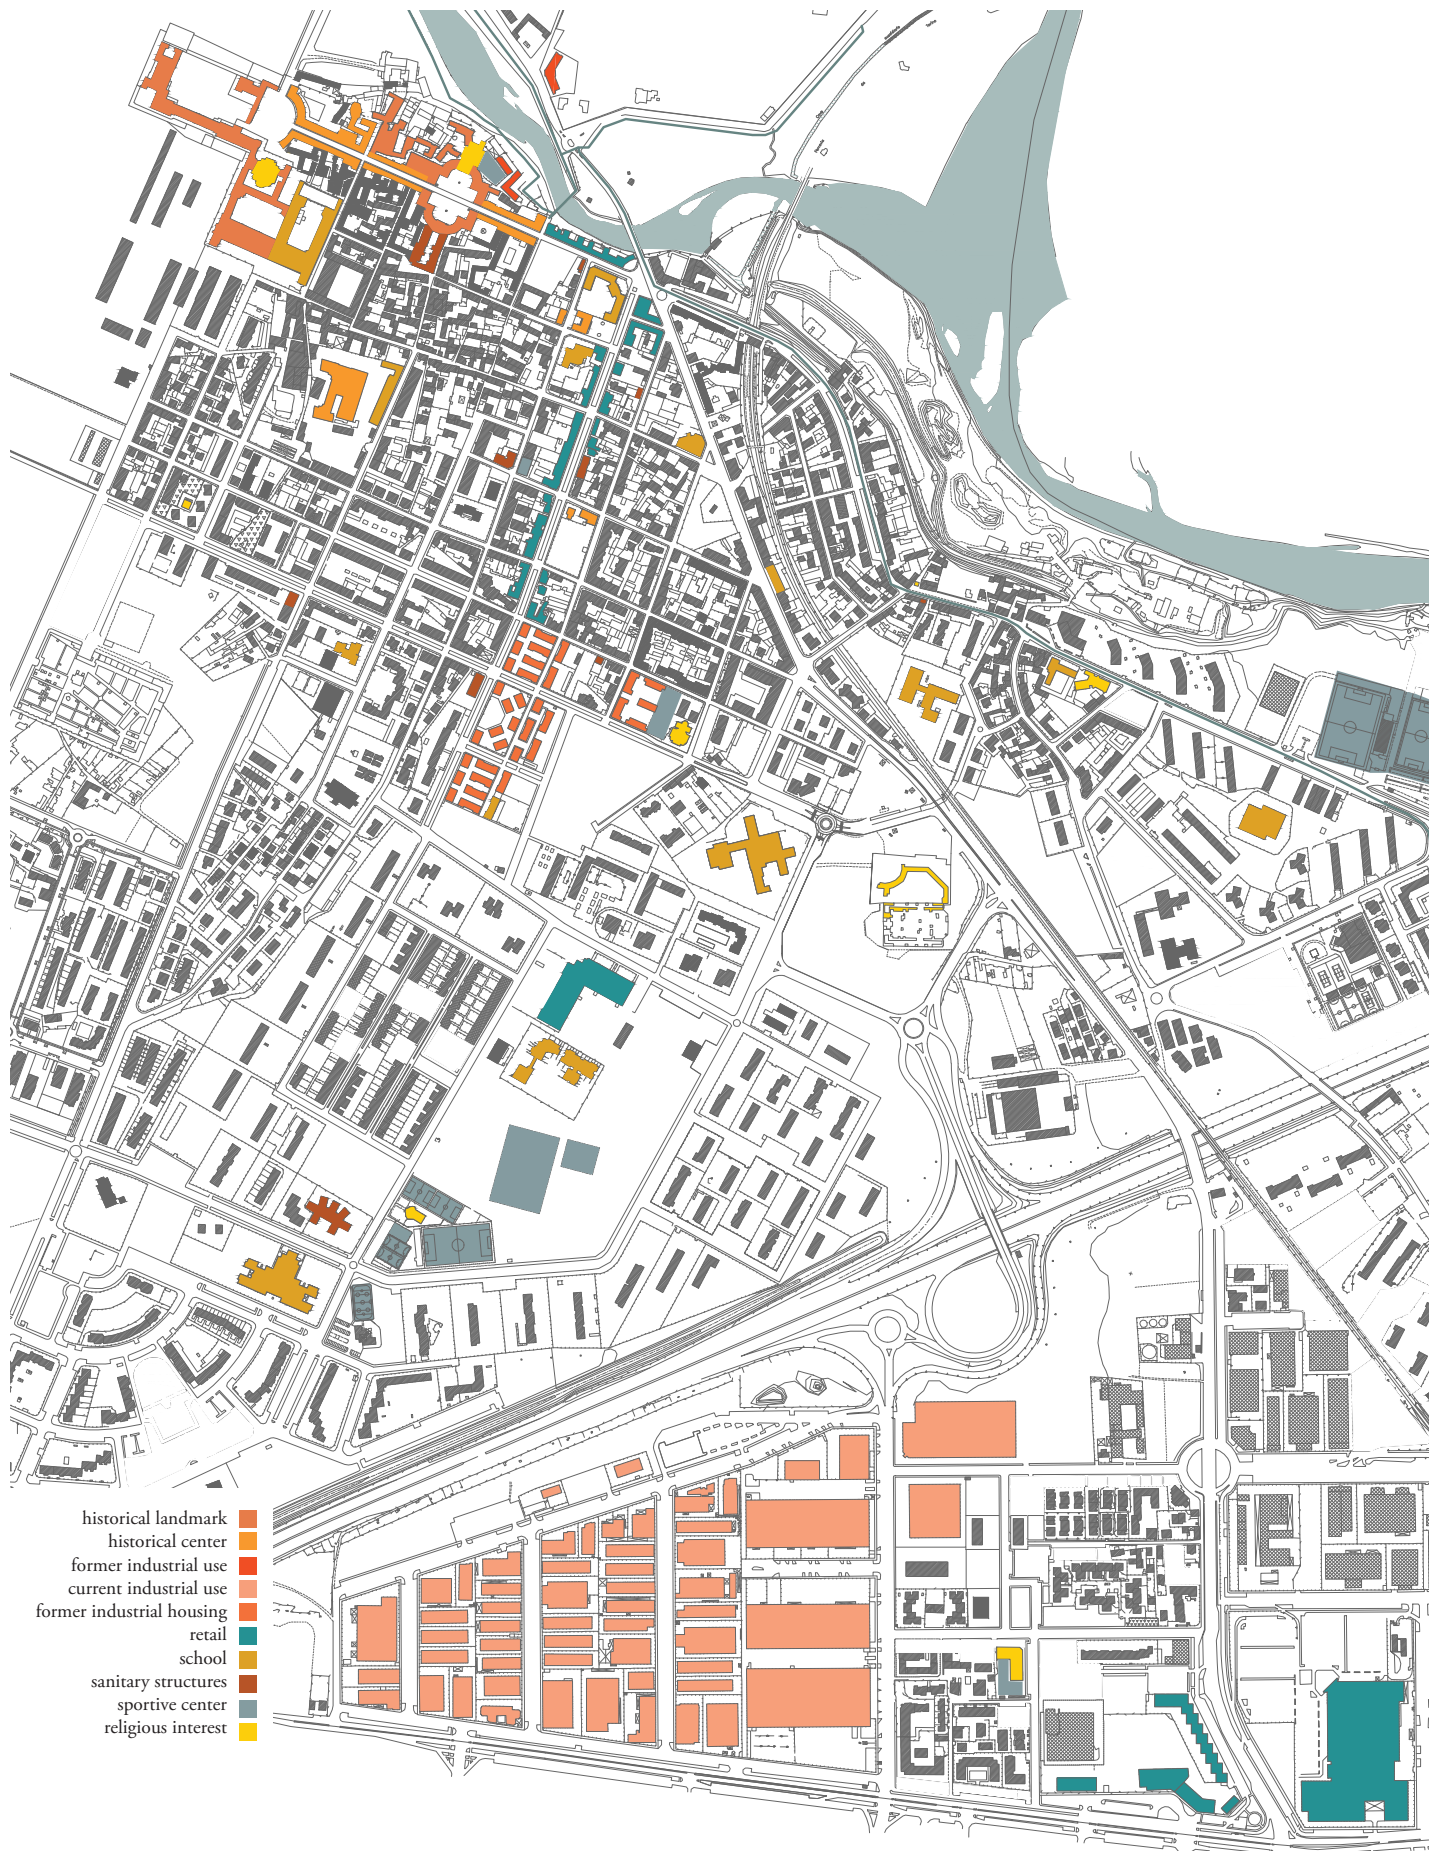 historical landmark
historical center
former industrial use
current industrial use
former industrial housing
retail
school
sanitary structures
sportive center
religious interest